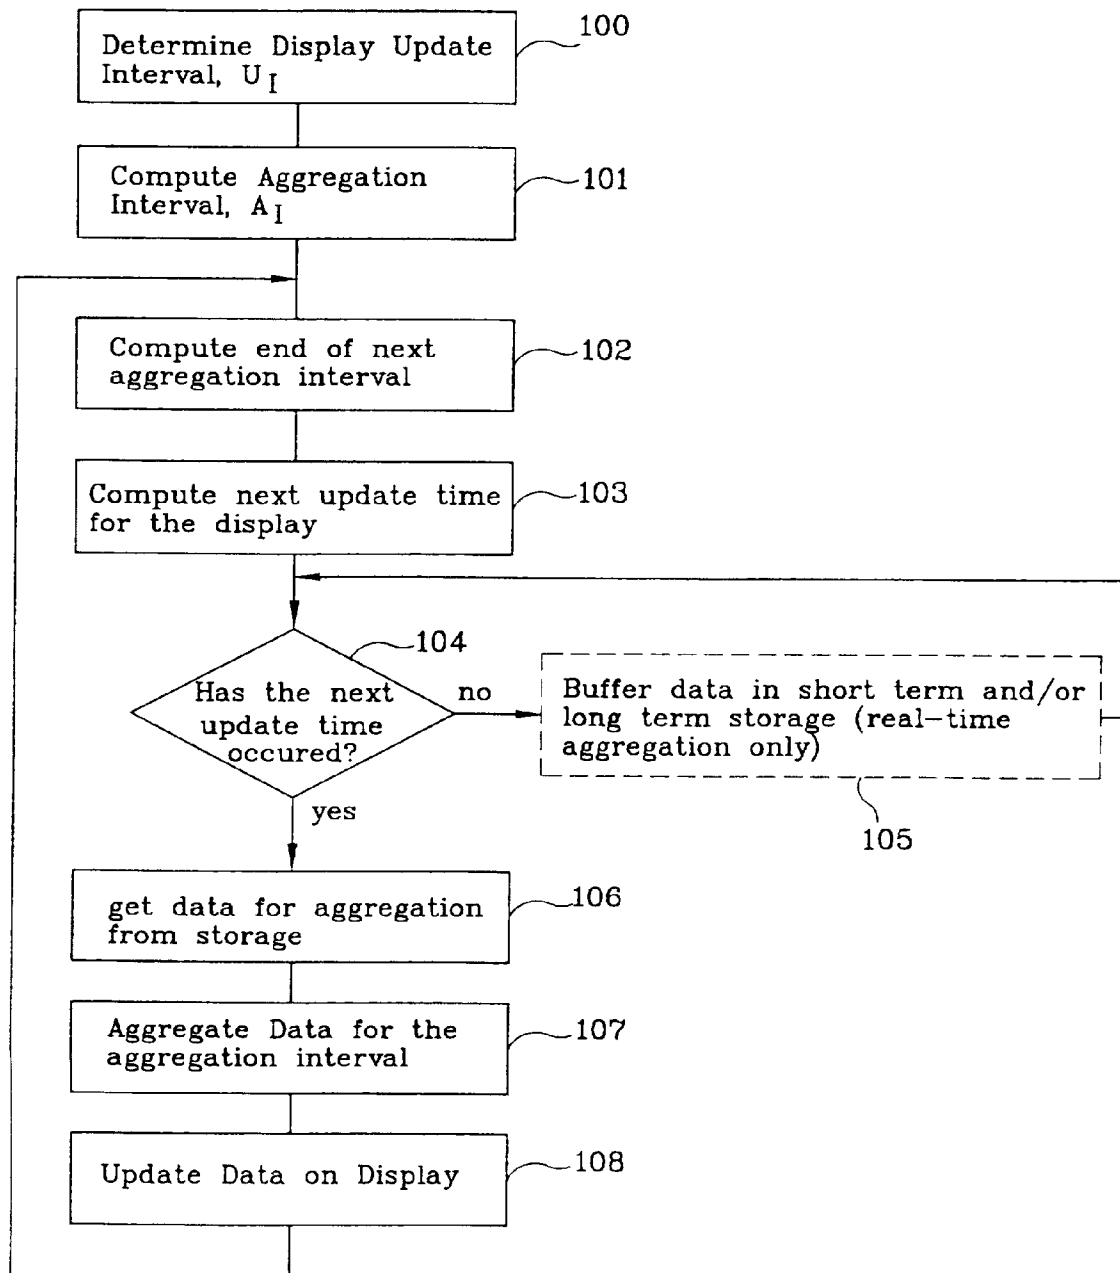 100
Determine Display Update
Interval, U I
Compute Aggregation
Interval, A I
101
Compute end of next
aggregation interval
102
Compute next update time
for the display
103
104
Has the next
update time
occured?
no
Buffer data in short term and/or
long term storage (real-time
aggregation only)
105
yes
get data for aggregation
from storage
106
Aggregate Data for the
aggregation interval
107
Update Data on Display
108